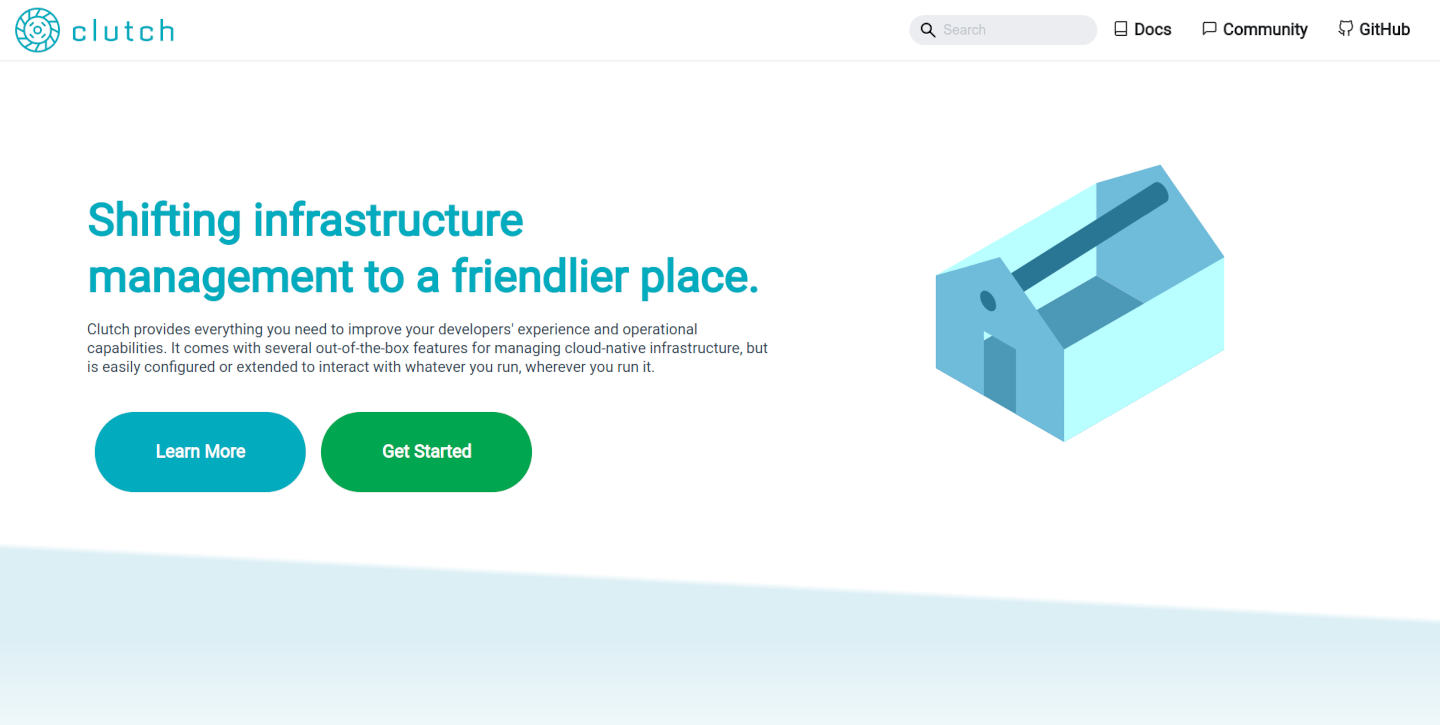 clutch
Search
Docs
Community
GitHub
Shifting infrastructure
management to a friendlier place.
Clutch provides everything you need to improve your developers' experience and operational
capabilities. It comes with several out-of-the-box features for managing cloud-native infrastructure, but
is easily configured or extended to interact with whatever you run, wherever you run it.
Learn More
Get Started